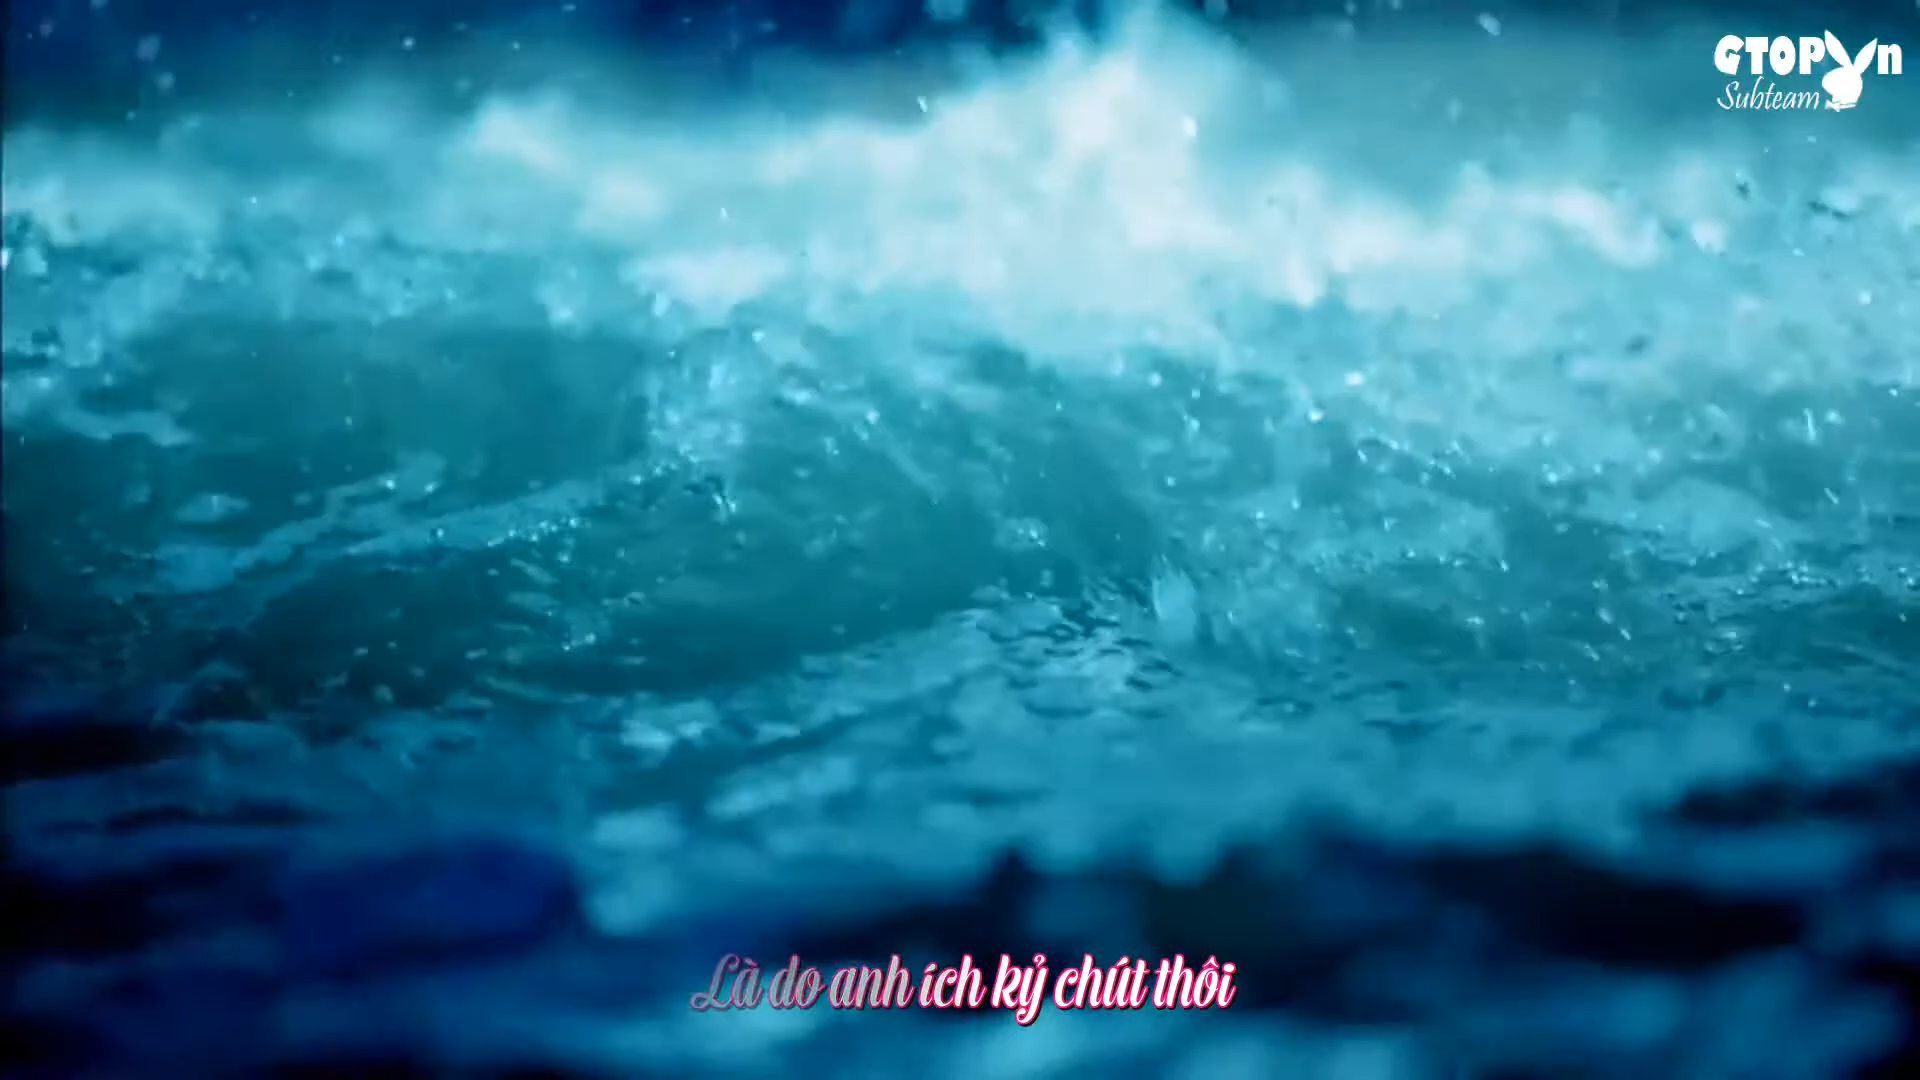 GTOPVn
Subteam
Là do anh ích kỷ chút thôi